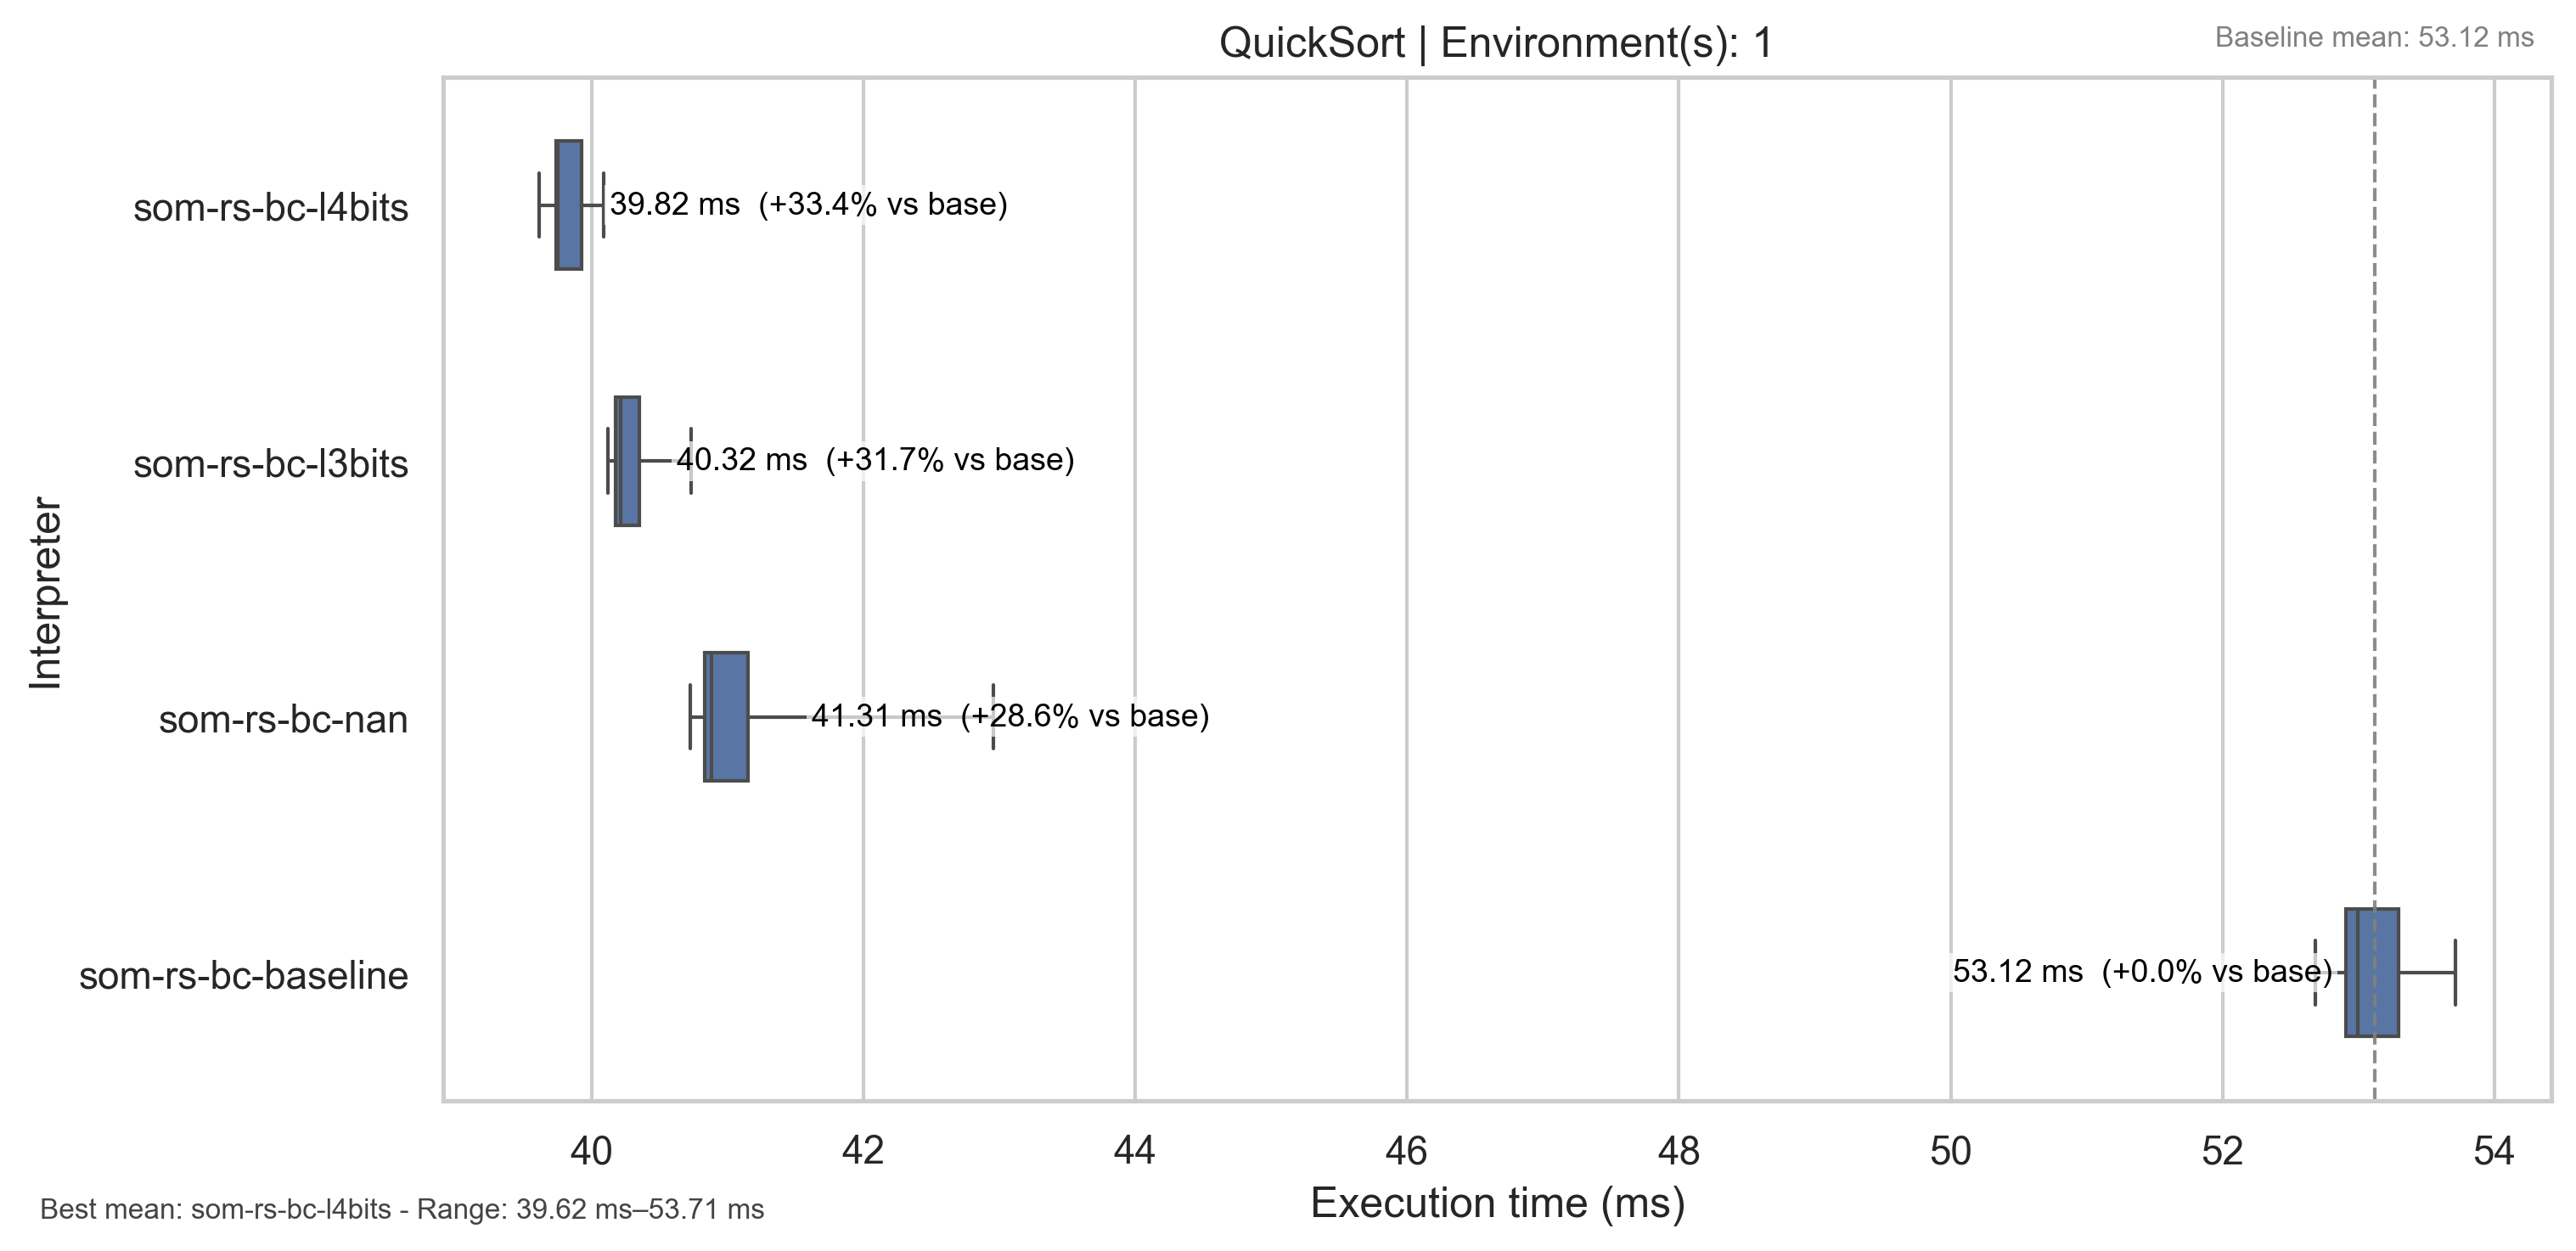 QuickSort | Environment(s): 1
Baseline mean: 53.12 ms
Interpreter
som-rs-bc-l4bits
39.82 ms (+33.4% vs base)
som-rs-bc-l3bits
40.32 ms (+31.7% vs base)
som-rs-bc-nan
41.31 ms (+28.6% vs base)
som-rs-bc-baseline
53.12 ms (+0.0% vs base)
40 42 44 46 48 50 52 54
Execution time (ms)
Best mean: som-rs-bc-l4bits - Range: 39.62 ms–53.71 ms